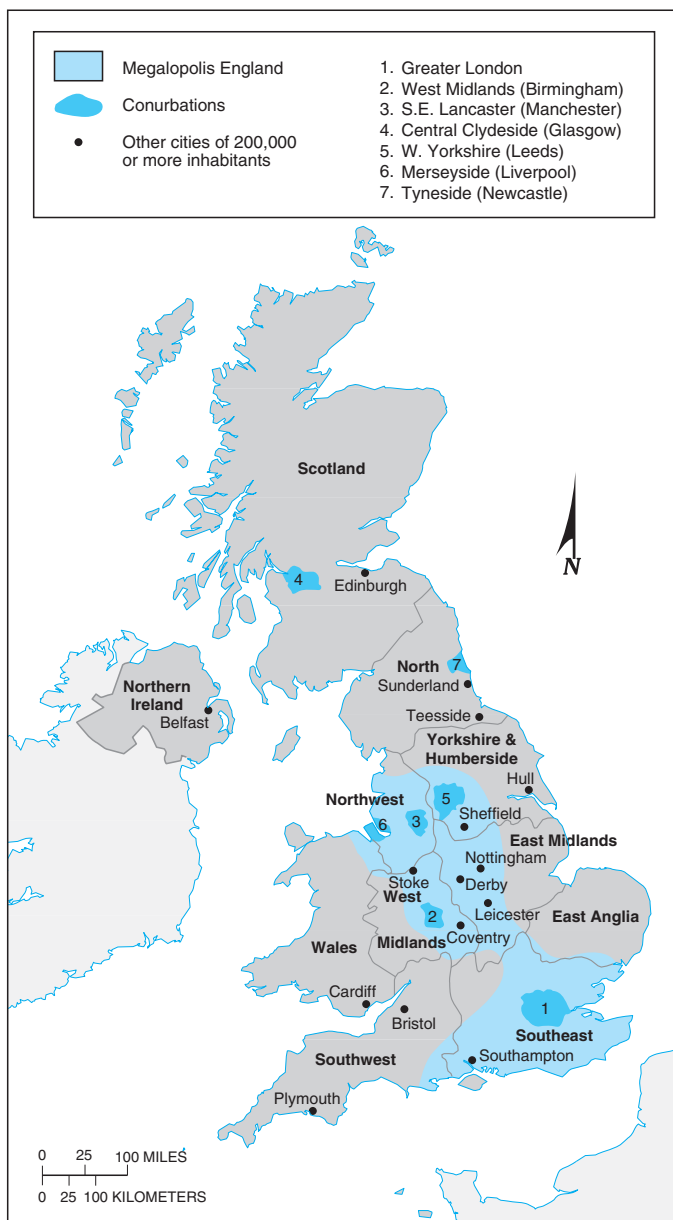 Megalopolis England
Conurbations
Other cities of 200,000
or more inhabitants
1. Greater London
2. West Midlands (Birmingham)
3. S.E. Lancaster (Manchester)
4. Central Clydeside (Glasgow)
5. W. Yorkshire (Leeds)
6. Merseyside (Liverpool)
7. Tyneside (Newcastle)
Scotland
N
4
Edinburgh
7
North
Sunderland
Northern
Ireland
Belfast
Teesside
Yorkshire &
Humberside
Hull
Northwest
5
3
6
Sheffield
East Midlands
Nottingham
Stoke
Derby
West
Midlands
2
Leicester
Coventry
East Anglia
Wales
Cardiff
Bristol
1
Southeast
Southwest
Southampton
Plymouth
0 25 100 MILES
0 25 100 KILOMETERS